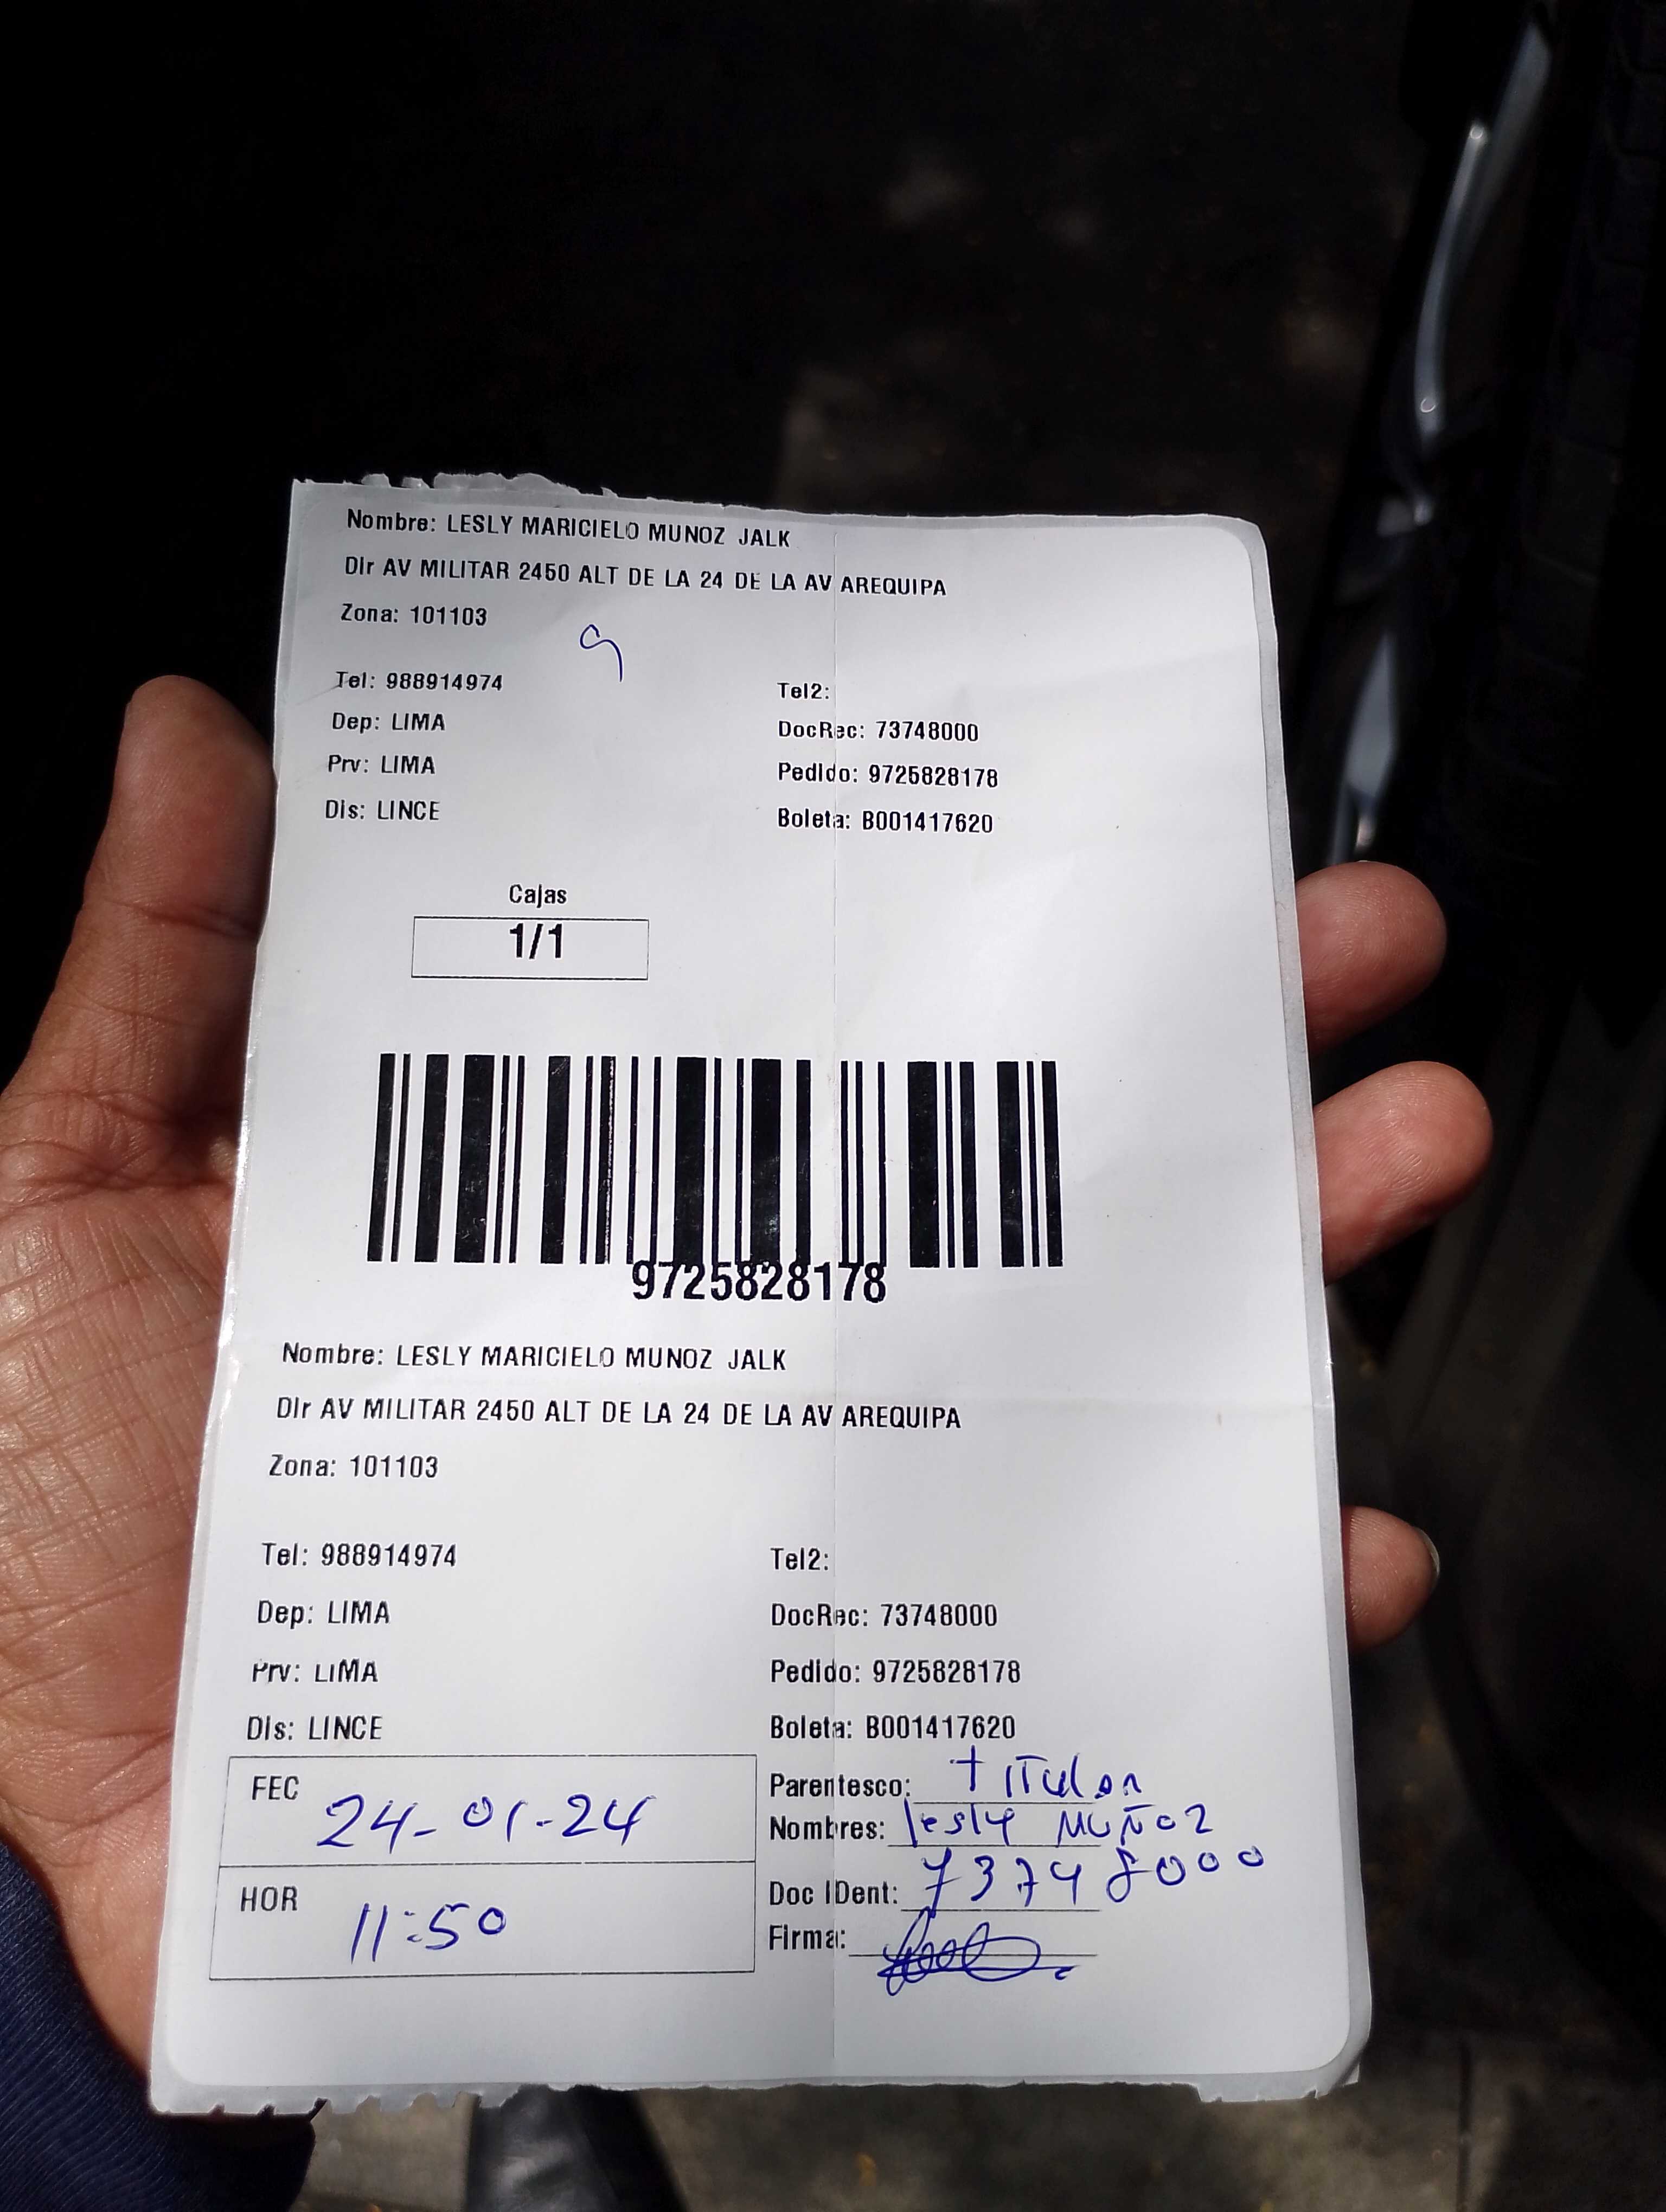 Nombre: LESLY MARICIELO MUNOZ JALK
Dir AV MILITAR 2450 ALT DE LA 24 DE LA AV AREQUIPA
Zona: 101103
9
Tel: 988914974 Tel2:
Dep: LIMA DocRec: 73748000
Prv: LIMA Pedido: 9725828178
Dis: LINCE Boleta: B001417620
Cajas
1/1
9725828178
Nombre: LESLY MARICIELO MUNOZ JALK
Dir AV MILITAR 2450 ALT DE LA 24 DE LA AV AREQUIPA
Zona: 101103
Tel: 988914974 Tel2:
Dep: LIMA DocRec: 73748000
Prv: LIMA Pedido: 9725828178
Dis: LINCE Boleta: B001417620
FEC 24-01-24 Parentesco: titular
Nombres: lesly MUÑOZ
HOR 11:50 Doc IDent: 73748000
Firma: